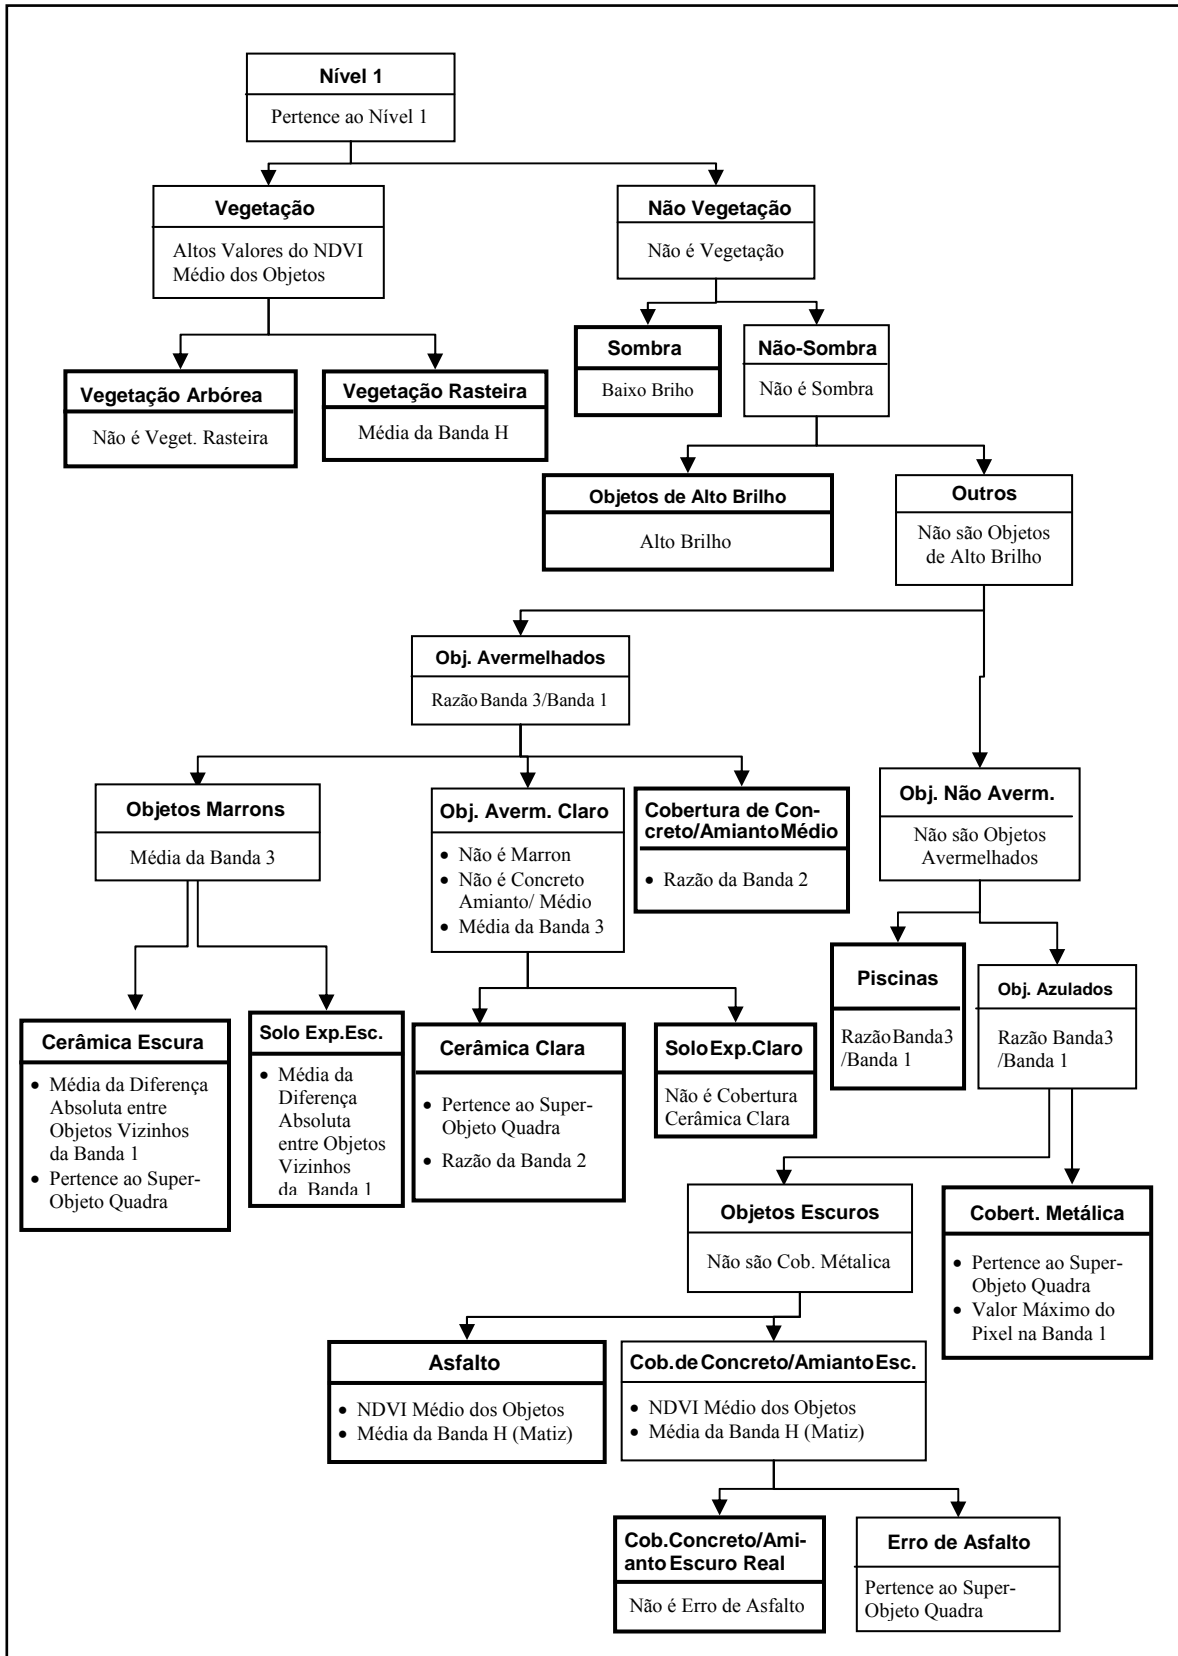 Nível 1
Pertence ao Nível 1
Vegetação
Altos Valores do NDVI
Médio dos Objetos
Não Vegetação
Não é Vegetação
Vegetação Arbórea
Não é Veget. Rasteira
Vegetação Rasteira
Média da Banda H
Sombra
Baixo Briho
Não-Sombra
Não é Sombra
Objetos de Alto Brilho
Alto Brilho
Outros
Não são Objetos
de Alto Brilho
Obj. Avermelhados
Razão Banda 3/Banda 1
Obj. Não Averm.
Não são Objetos
Avermelhados
Objetos Marrons
Média da Banda 3
Obj. Averm. Claro
• Não é Marron
• Não é Concreto
Amianto/ Médio
• Média da Banda 3
Cobertura de Con-
creto/Amianto Médio
• Razão da Banda 2
Piscinas
Razão Banda3
/Banda 1
Obj. Azulados
Razão Banda3
/Banda 1
Cerâmica Escura
• Média da Diferença
Absoluta entre
Objetos Vizinhos
da Banda 1
• Pertence ao Super-
Objeto Quadra
Solo Exp.Esc.
• Média da
Diferença
Absoluta
entre Objetos
Vizinhos
da Banda 1
Cerâmica Clara
• Pertence ao Super-
Objeto Quadra
• Razão da Banda 2
Solo Exp.Claro
Não é Cobertura
Cerâmica Clara
Objetos Escuros
Não são Cob. Métalica
Cobert. Metálica
• Pertence ao Super-
Objeto Quadra
• Valor Máximo do
Pixel na Banda 1
Asfalto
• NDVI Médio dos Objetos
• Média da Banda H (Matiz)
Cob.de Concreto/Amianto Esc.
• NDVI Médio dos Objetos
• Média da Banda H (Matiz)
Cob.Concreto/Ami-
anto Escuro Real
Não é Erro de Asfalto
Erro de Asfalto
Pertence ao Super-
Objeto Quadra